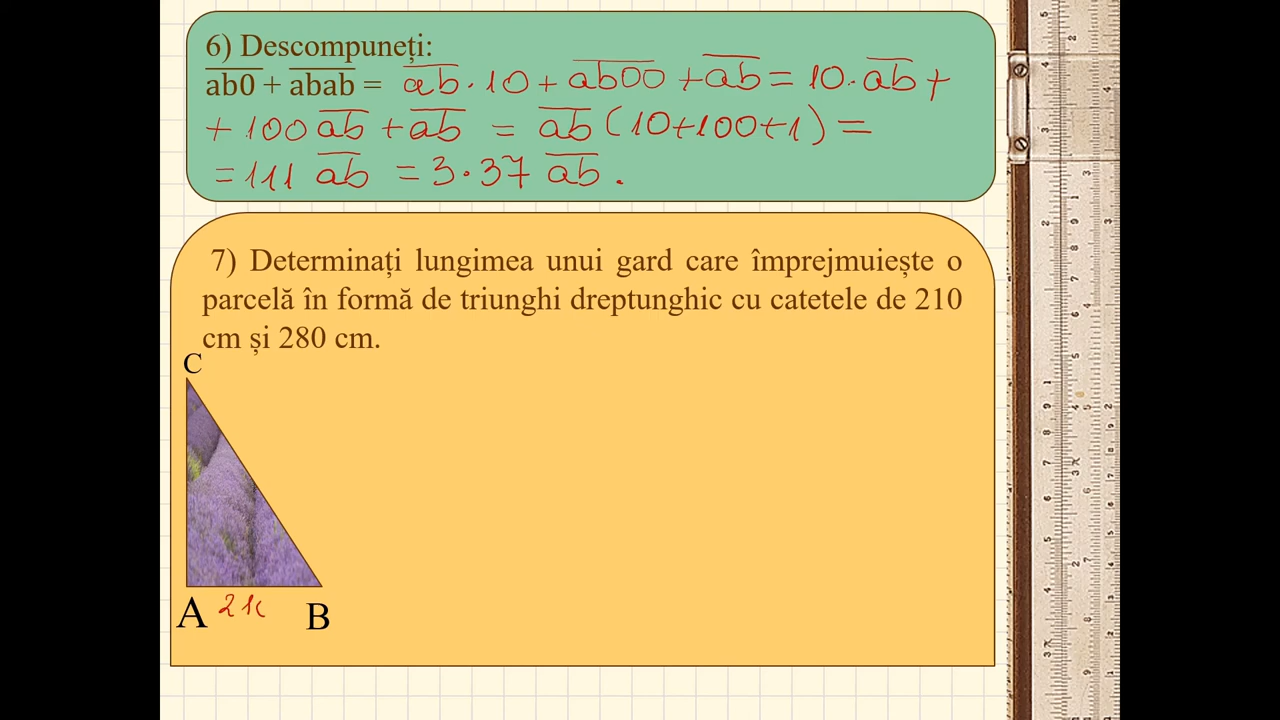 6) Descompuneți:
ab0 + abab = ab · 10 + ab00 + ab = 10 · ab +
+ 100 ab + ab = ab (10+100+1) =
= 111 ab = 3 · 37 ab .
7) Determinați lungimea unui gard care împrejmuiește o
parcelă în formă de triunghi dreptunghic cu catetele de 210
cm și 280 cm.
C
A 21 B